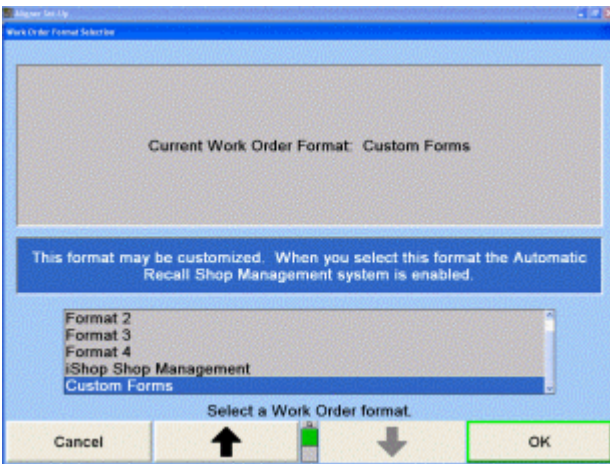 Aligner Set-Up
Work Order Format Selection
Current Work Order Format: Custom Forms
This format may be customized. When you select this format the Automatic
Recall Shop Management system is enabled.
Format 2
Format 3
Format 4
iShop Shop Management
Custom Forms
Select a Work Order format.
Cancel
OK